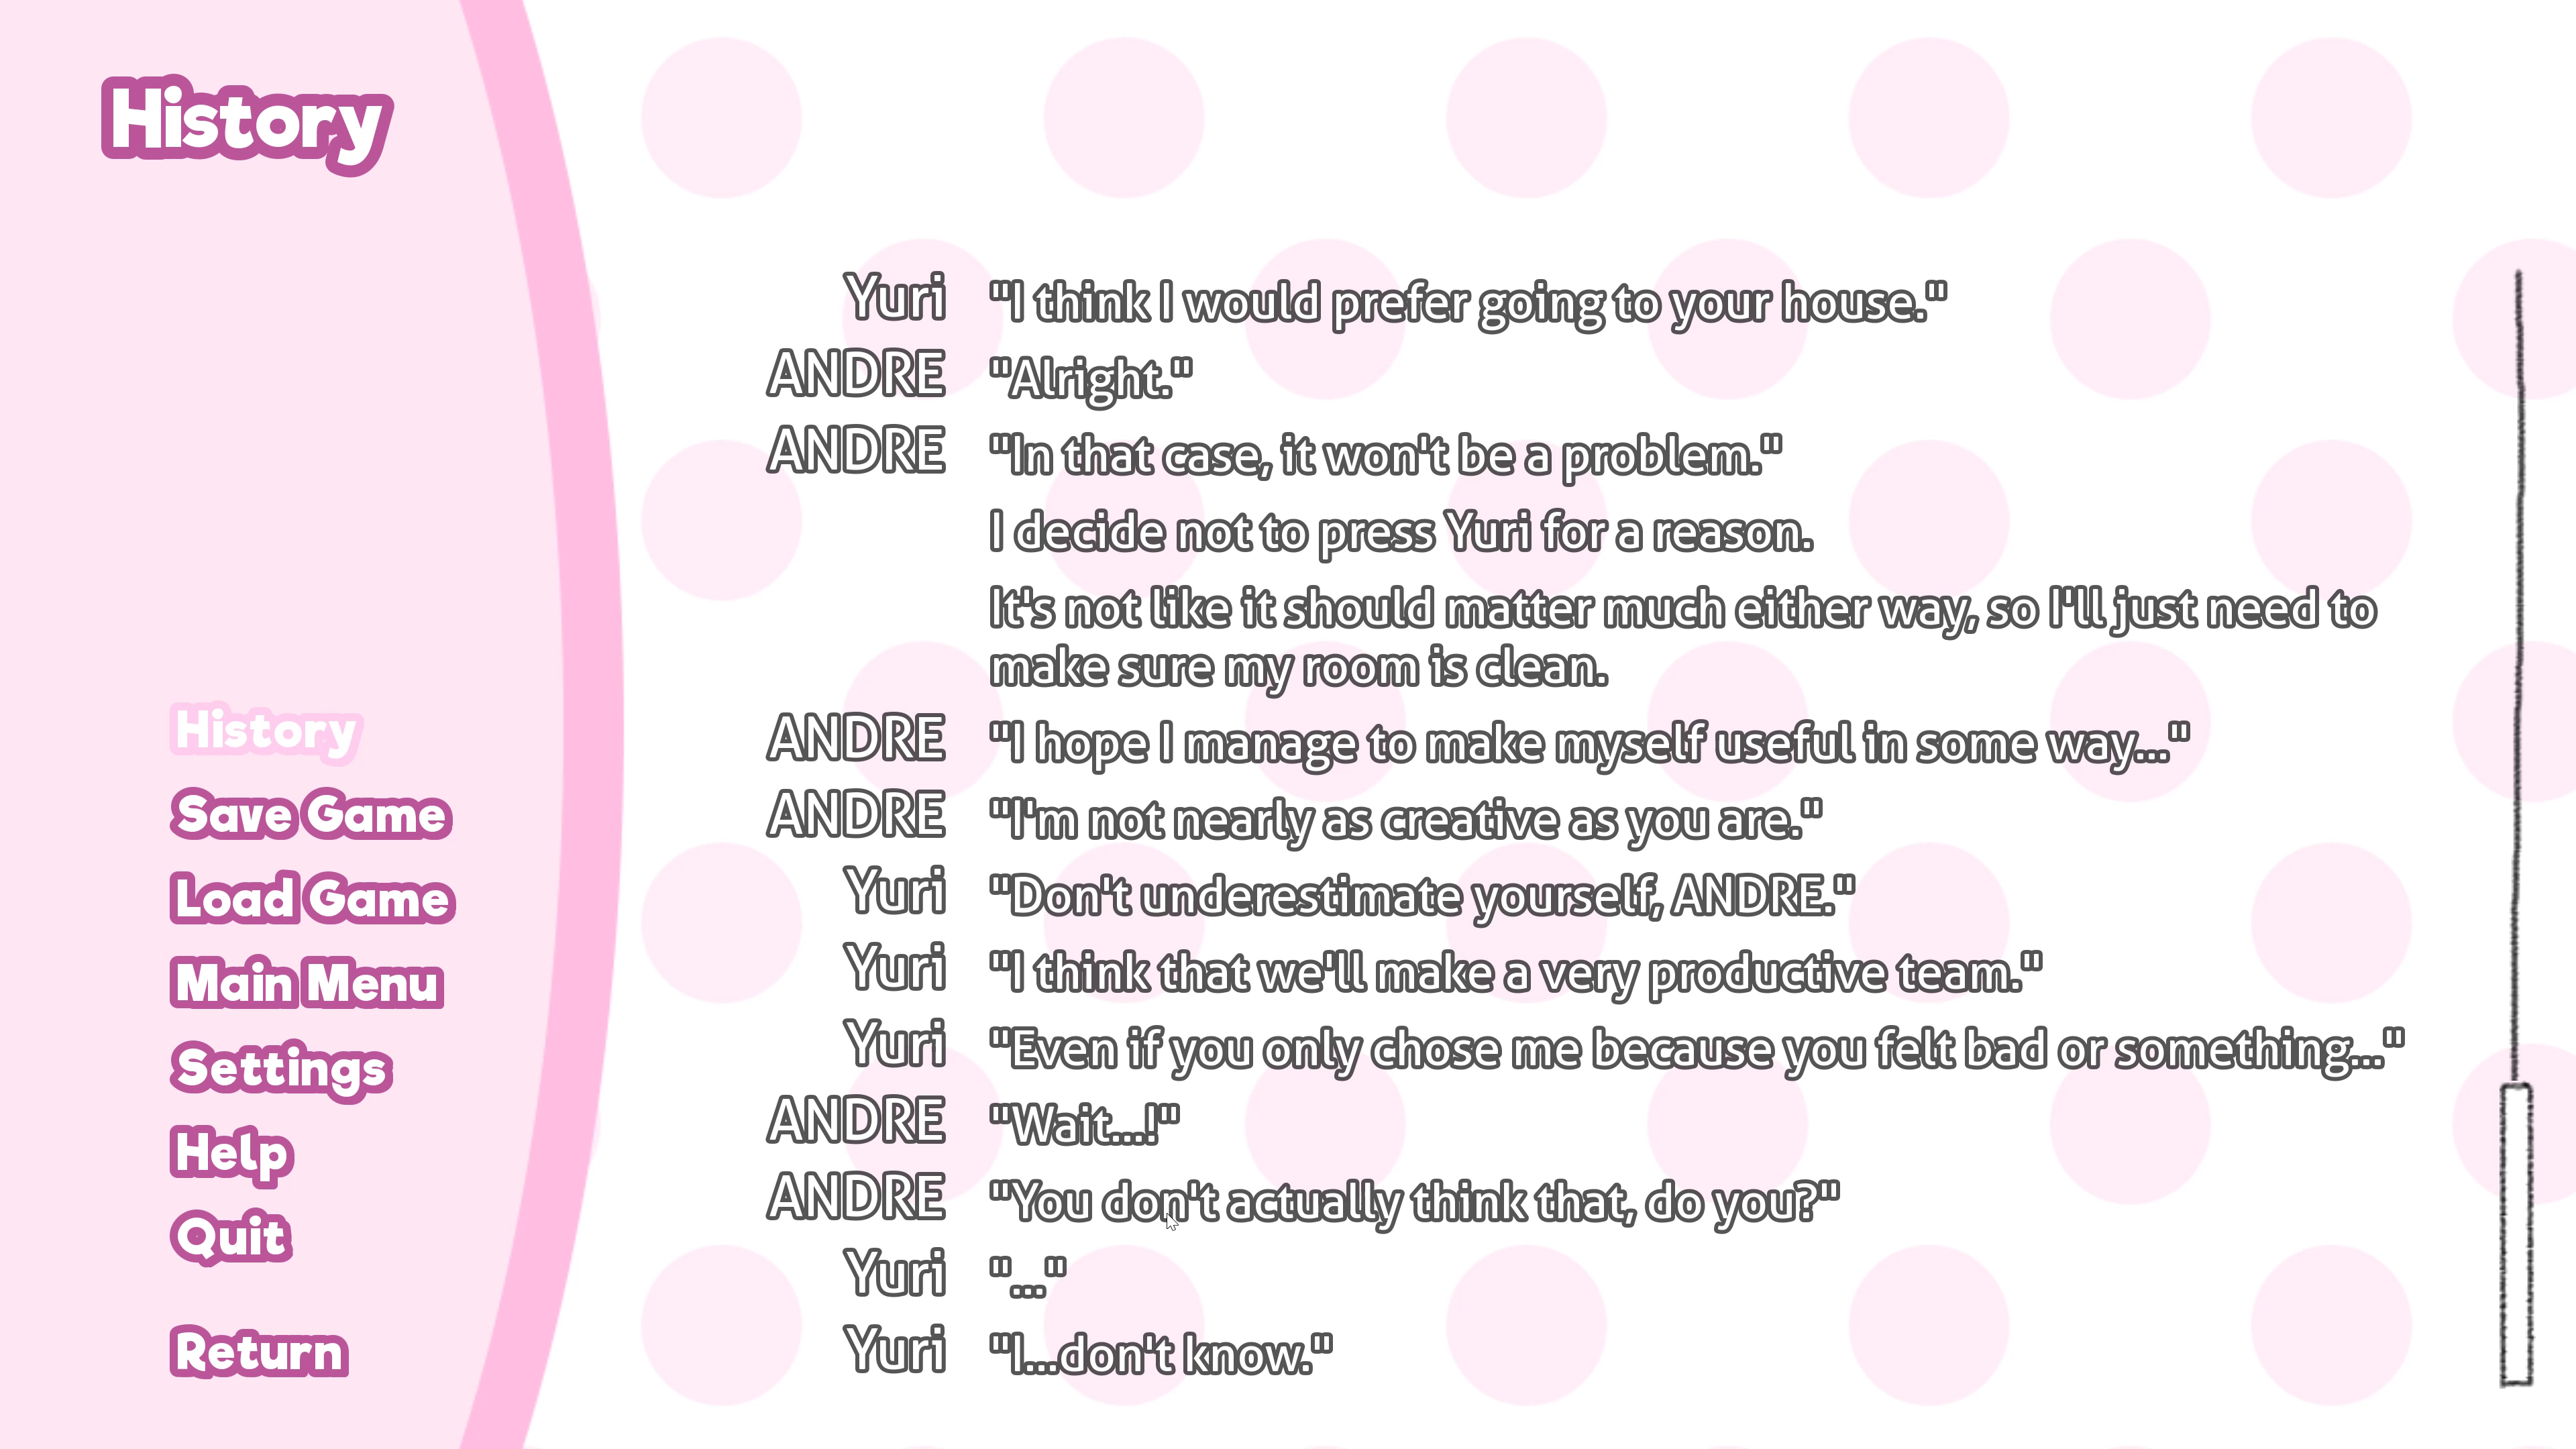 History
Yuri "I think I would prefer going to your house."
ANDRE "Alright."
ANDRE "In that case, it won't be a problem."
I decide not to press Yuri for a reason.
It's not like it should matter much either way, so I'll just need to
make sure my room is clean.
ANDRE "I hope I manage to make myself useful in some way..."
ANDRE "I'm not nearly as creative as you are."
Yuri "Don't underestimate yourself, ANDRE."
Yuri "I think that we'll make a very productive team."
Yuri "Even if you only chose me because you felt bad or something..."
ANDRE "Wait...!"
ANDRE "You don't actually think that, do you?"
Yuri "..."
Yuri "I...don't know."
History
Save Game
Load Game
Main Menu
Settings
Help
Quit
Return